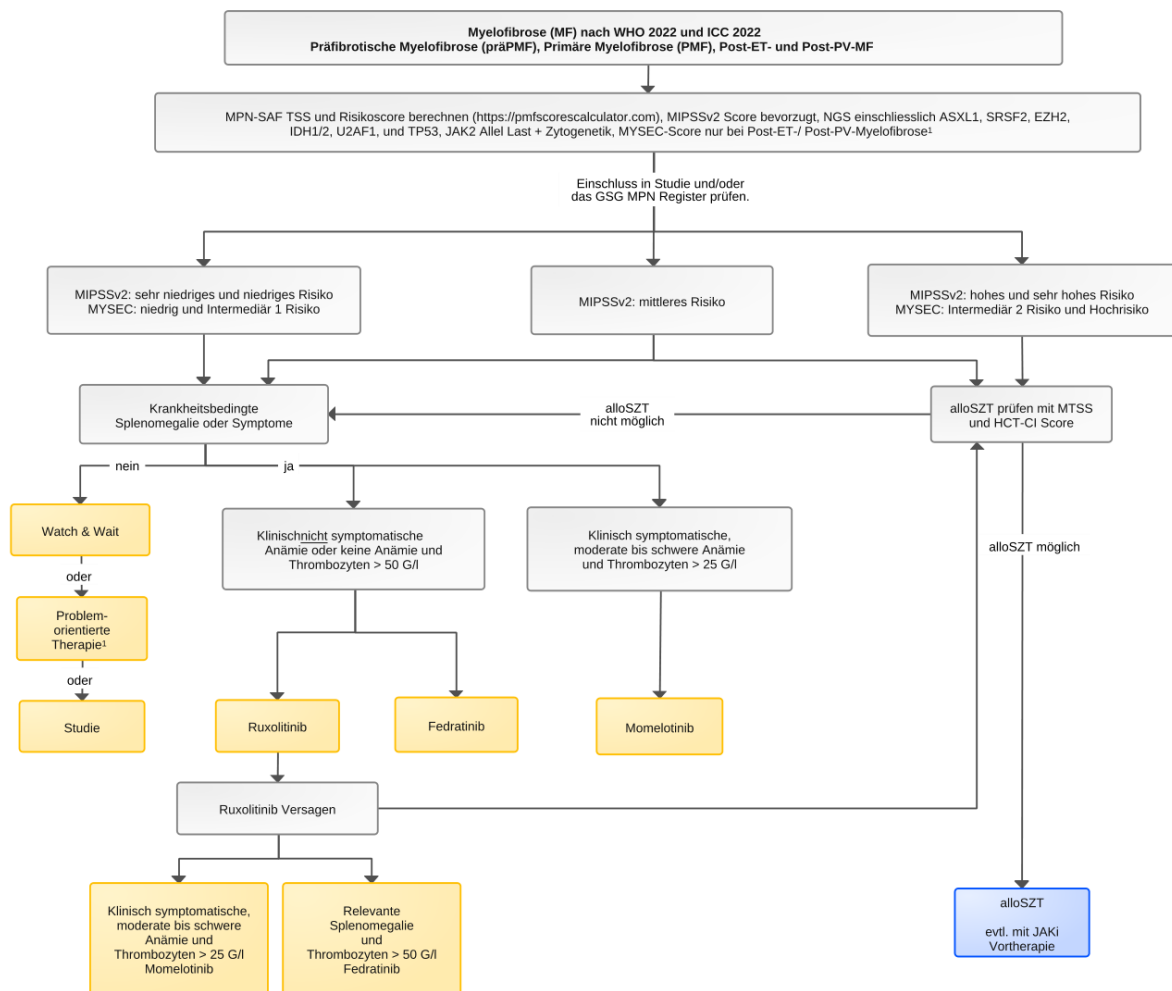 Myelofibrose (MF) nach WHO 2022 und ICC 2022
Präfibrotische Myelofibrose (präPMF), Primäre Myelofibrose (PMF), Post-ET- und Post-PV-MF
MPN-SAF TSS und Risikoscore berechnen (https://pmfscorescalculator.com), MIPSSv2 Score bevorzugt, NGS einschliesslich ASXL1, SRSF2, EZH2,
IDH1/2, U2AF1, und TP53, JAK2 Allel Last + Zytogenetik, MYSEC-Score nur bei Post-ET-/ Post-PV-Myelofibrose¹
Einschluss in Studie und/oder
das GSG MPN Register prüfen.
MIPSSv2: sehr niedriges und niedriges Risiko
MYSEC: niedrig und Intermediär 1 Risiko
MIPSSv2: mittleres Risiko
MIPSSv2: hohes und sehr hohes Risiko
MYSEC: Intermediär 2 Risiko und Hochrisiko
Krankheitsbedingte
Splenomegalie oder Symptome
alloSZT
nicht möglich
alloSZT prüfen mit MTSS
und HCT-CI Score
nein
ja
Watch & Wait
oder
Problem-
orientierte
Therapie¹
oder
Studie
Klinischnicht symptomatische
Anämie oder keine Anämie und
Thrombozyten > 50 G/l
Klinisch symptomatische,
moderate bis schwere Anämie
und Thrombozyten > 25 G/l
alloSZT möglich
Ruxolitinib
Fedratinib
Momelotinib
Ruxolitinib Versagen
Klinisch symptomatische,
moderate bis schwere
Anämie und
Thrombozyten > 25 G/l
Momelotinib
Relevante
Splenomegalie
und
Thrombozyten > 50 G/l
Fedratinib
alloSZT
evtl. mit JAKi
Vortherapie